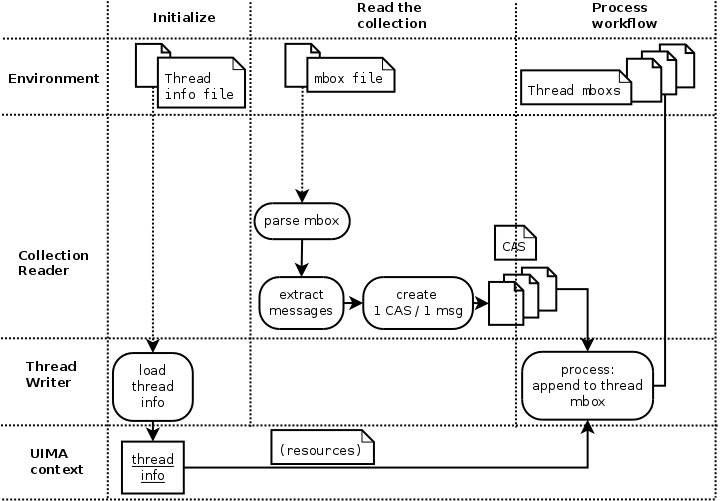 Initialize
Read the
collection
Process
workflow
Environment
Thread
info file
mbox file
Thread mboxs
Collection
Reader
parse mbox
CAS
extract
messages
create
1 CAS / 1 msg
Thread
Writer
load
thread
info
process:
append to thread
mbox
UIMA
context
thread
info
(resources)